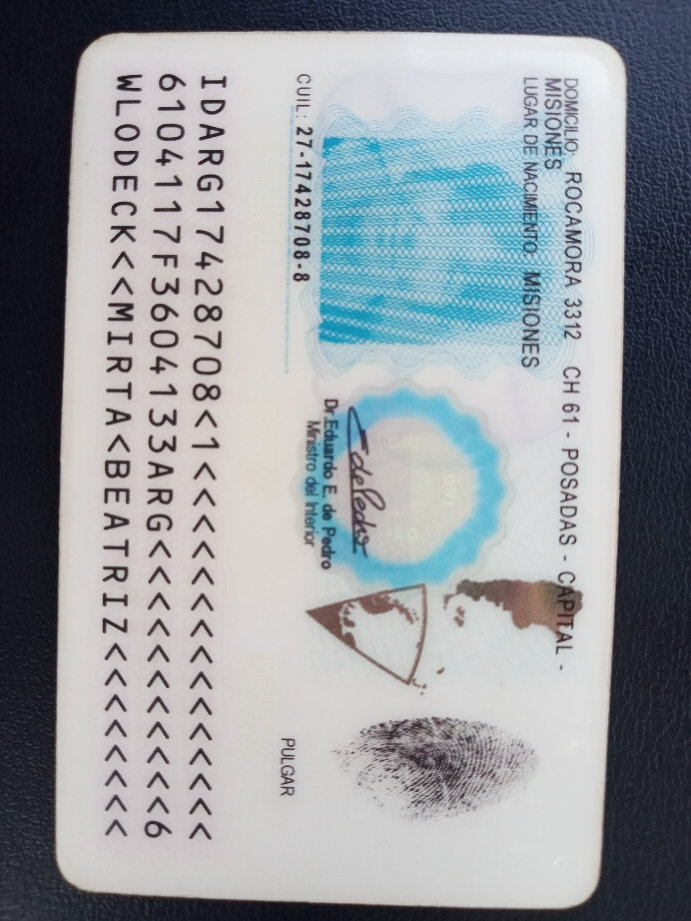 DOMICILIO: ROCAMORA 3312 CH 61 - POSADAS - CAPITAL -
MISIONES
LUGAR DE NACIMIENTO: MISIONES
Dr. Eduardo E. de Pedro
Ministro del Interior
CUIL: 27-17428708-8
PULGAR
IDARG17428708<1<<<<<<<<<<<<<<<
6104117F3604133ARG<<<<<<<<<<<6
WLODECK<<MIRTA<BEATRIZ<<<<<<<<